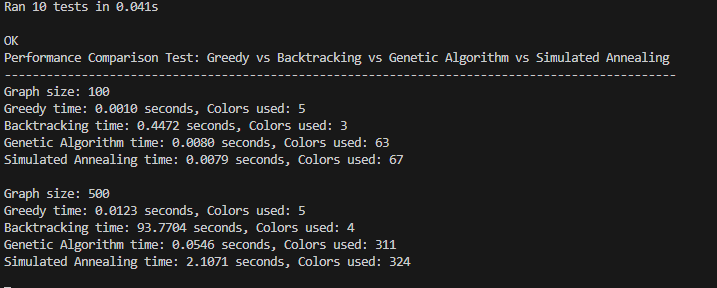 Ran 10 tests in 0.041s
OK
Performance Comparison Test: Greedy vs Backtracking vs Genetic Algorithm vs Simulated Annealing
--------------------------------------------------------------------------------------
Graph size: 100
Greedy time: 0.0010 seconds, Colors used: 5
Backtracking time: 0.4472 seconds, Colors used: 3
Genetic Algorithm time: 0.0080 seconds, Colors used: 63
Simulated Annealing time: 0.0079 seconds, Colors used: 67
Graph size: 500
Greedy time: 0.0123 seconds, Colors used: 5
Backtracking time: 93.7704 seconds, Colors used: 4
Genetic Algorithm time: 0.0546 seconds, Colors used: 311
Simulated Annealing time: 2.1071 seconds, Colors used: 324